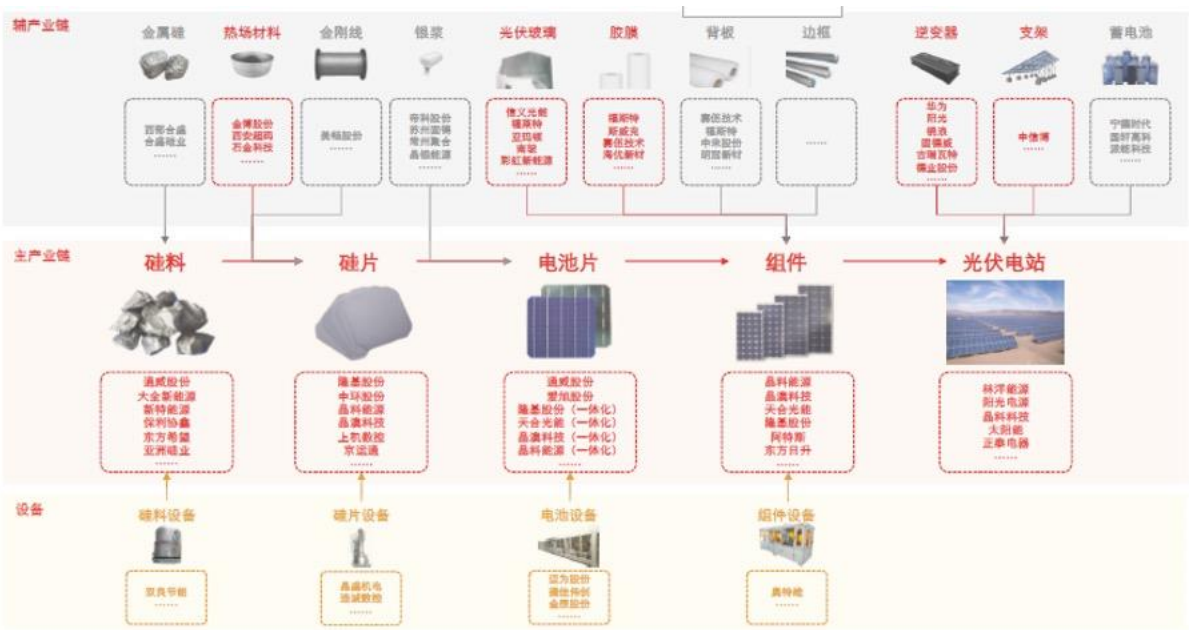 辅产业链
金属硅
热场材料
金刚线
银浆
光伏玻璃
胶膜
背板
边框
逆变器
支架
蓄电池
西部合盛
合盛硅业
……
金博股份
西安超码
石金科技
……
美畅股份
……
帝科股份
苏州固锝
常州聚合
晶银能源
……
信义光能
福莱特
亚玛顿
南玻
彩虹新能源
……
福斯特
斯威克
赛伍技术
海优新材
……
赛伍技术
福斯特
中来股份
明冠新材
……
……
华为
阳光
锦浪
固德威
古瑞瓦特
……
中信博
……
宁德时代
国轩高科
派能科技
……
主产业链
硅料
硅片
电池片
组件
光伏电站
通威股份
大全新能源
新特能源
保利协鑫
东方希望
亚洲硅业
……
隆基股份
中环股份
晶科能源
晶澳科技
上机数控
京运通
……
通威股份
爱旭股份
隆基股份（一体化）
天合光能（一体化）
晶澳科技（一体化）
晶科能源（一体化）
……
晶科能源
晶澳科技
天合光能
隆基股份
阿特斯
东方日升
……
林洋能源
阳光电源
晶科科技
太阳能
正泰电器
……
设备
硅料设备
硅片设备
电池设备
组件设备
双良节能
……
晶盛机电
连城数控
……
迈为股份
捷佳伟创
金辰股份
……
奥特维
……